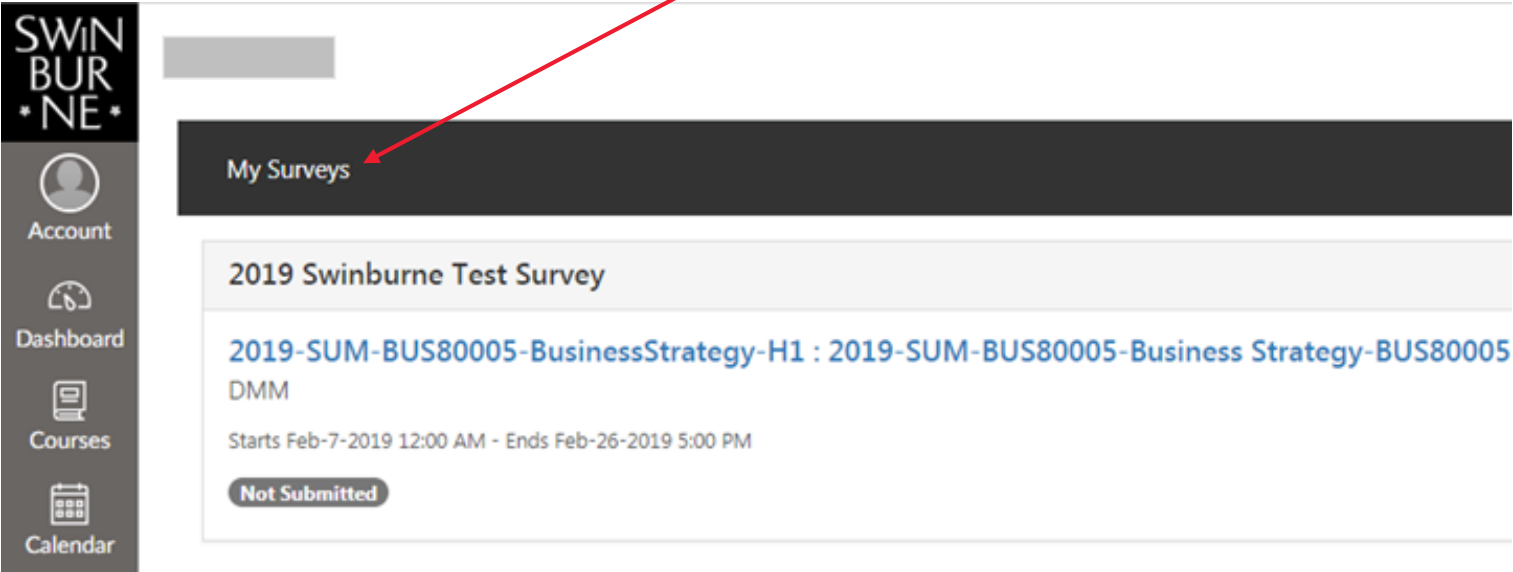 SWiN
BUR
* NE *
My Surveys
Account
2019 Swinburne Test Survey
Dashboard
2019-SUM-BUS80005-BusinessStrategy-H1 : 2019-SUM-BUS80005-Business Strategy-BUS80005
DMM
Courses
Starts Feb-7-2019 12:00 AM - Ends Feb-26-2019 5:00 PM
Not Submitted
Calendar